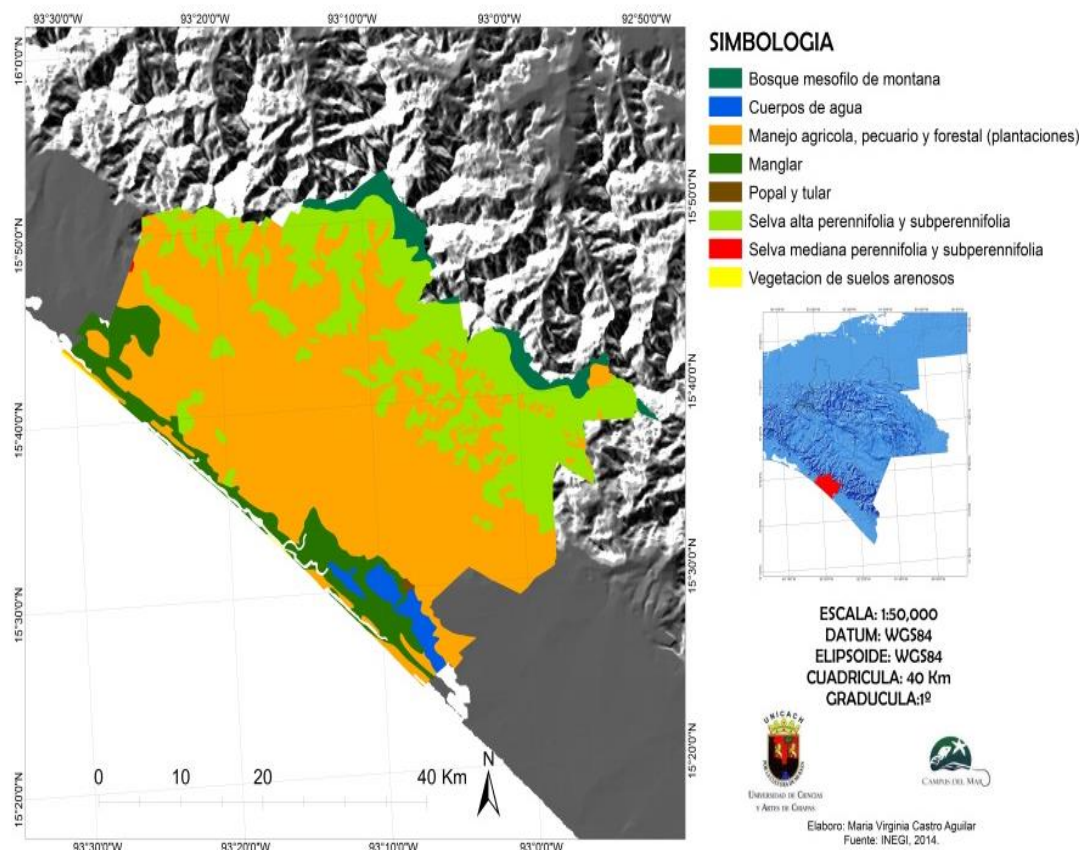 93°30'0"W 93°20'0"W 93°10'0"W 93°00'0"W 92°50'0"W
16°0'0"N
15°50'0"N
15°40'0"N
15°30'0"N
15°20'0"N
15°50'0"N
15°40'0"N
15°30'0"N
15°20'0"N
N
0 10 20 40 Km
93°30'0"W 93°20'0"W 93°10'0"W 93°0'0"W
SIMBOLOGIA
Bosque mesofilo de montana
Cuerpos de agua
Manejo agricola, pecuario y forestal (plantaciones)
Manglar
Popal y tular
Selva alta perennifolia y subperennifolia
Selva mediana perennifolia y subperennifolia
Vegetacion de suelos arenosos
ESCALA: 1:50,000
DATUM: WGS84
ELIPSOIDE: WGS84
CUADRICULA: 40 Km
GRADUCULA:1º
UNICACH
UNIVERSIDAD DE CIENCIAS
Y ARTES DE CHIAPAS
CAMPUS DEL MAR
Elaboro: Maria Virginia Castro Aguilar
Fuente: INEGI, 2014.